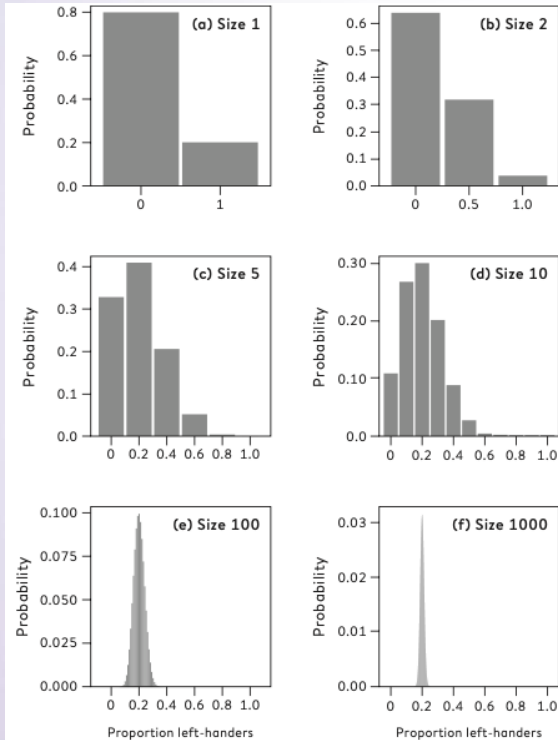 (a) Size 1
Probability
0.8
0.6
0.4
0.2
0.0
0 1
(b) Size 2
Probability
0.6
0.5
0.4
0.3
0.2
0.1
0.0
0 0.5 1.0
(c) Size 5
Probability
0.4
0.3
0.2
0.1
0.0
0 0.2 0.4 0.6 0.8 1.0
(d) Size 10
Probability
0.30
0.20
0.10
0.00
0 0.2 0.4 0.6 0.8 1.0
(e) Size 100
Probability
0.100
0.075
0.050
0.025
0.000
0 0.2 0.4 0.6 0.8 1.0
Proportion left-handers
(f) Size 1000
Probability
0.03
0.02
0.01
0.00
0 0.2 0.4 0.6 0.8 1.0
Proportion left-handers